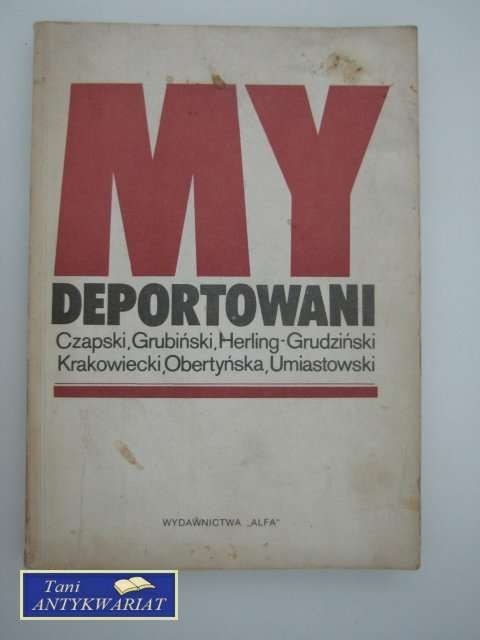 MY
DEPORTOWANI
Czapski, Grubiński, Herling-Grudziński
Krakowiecki, Obertyńska, Umiastowski
WYDAWNICTWA „ALFA”
Tani
ANTYKWARIAT